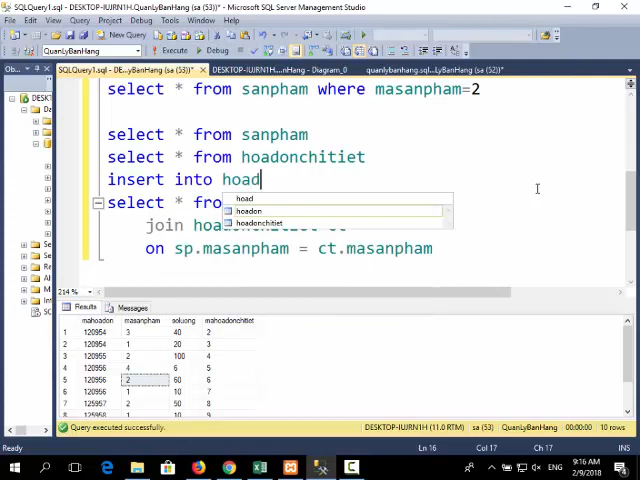 SQLQuery1.sql - DESKTOP-IUJRN1H.QuanLyBanHang (sa (53))* - Microsoft SQL Server Management Studio
File Edit View Query Project Debug Tools Window Help
New Query
QuanLyBanHang Execute Debug
Ob... SQLQuery1.sql - DE...yBanHang (sa (53))* DESKTOP-IUJRN1H....nHang - Diagram_0 quanlybanhang.sql...LyBanHang (sa (52))*
select * from sanpham where masanpham=2
select * from sanpham
select * from hoadonchitiet
insert into hoad
hoad
select * fro
hoadon
hoadonchitiet
join
on sp.masanpham = ct.masanpham
214 %
Results Messages
mahoadon masanpham soluong mahoadonchitiet
1 120954 3 40 2
2 120954 1 20 3
3 120955 2 100 4
4 120956 4 6 5
5 120956 2 60 6
6 120956 1 10 7
7 125957 2 50 8
8 125958 1 10 9
Query executed successfully. DESKTOP-IUJRN1H (11.0 RTM) sa (53) QuanLyBanHang 00:00:00 10 rows
Ready Ln 16 Col 17 Ch 17 INS
ENG 9:16 AM
2/9/2018